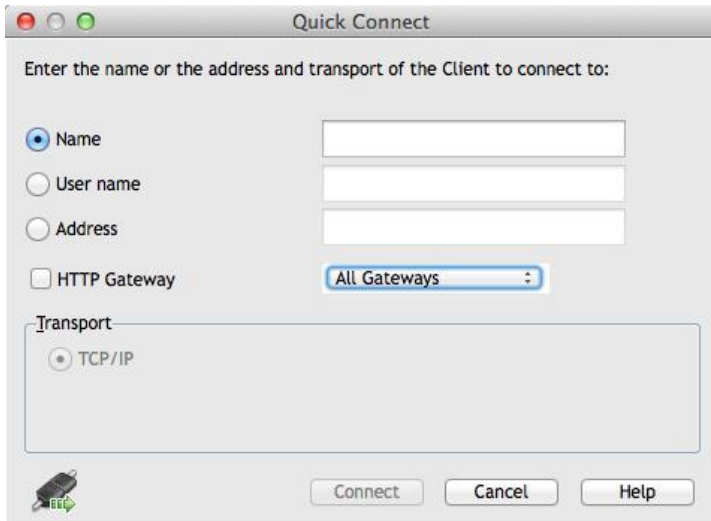 Quick Connect
Enter the name or the address and transport of the Client to connect to:
Name
User name
Address
HTTP Gateway All Gateways
Transport
TCP/IP
Connect Cancel Help